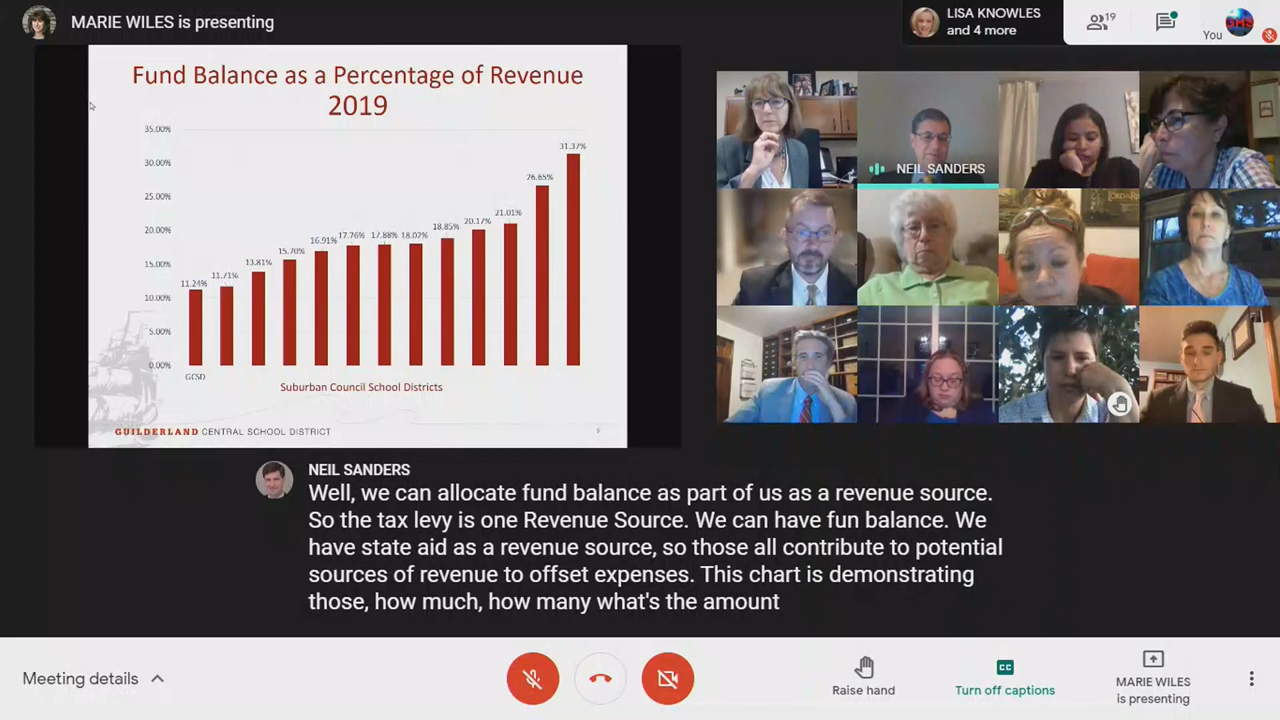 MARIE WILES is presenting
LISA KNOWLES
and 4 more
19
You
GHS
Fund Balance as a Percentage of Revenue
2019
35.00%
30.00%
25.00%
20.00%
15.00%
10.00%
5.00%
0.00%
11.24%
11.71%
13.81%
15.70%
16.91%
17.76%
17.88%
18.02%
18.85%
20.17%
21.01%
26.65%
31.37%
GCSD
Suburban Council School Districts
GUILDERLAND CENTRAL SCHOOL DISTRICT
NEIL SANDERS
NEIL SANDERS
Well, we can allocate fund balance as part of us as a revenue source.
So the tax levy is one Revenue Source. We can have fun balance. We
have state aid as a revenue source, so those all contribute to potential
sources of revenue to offset expenses. This chart is demonstrating
those, how much, how many what's the amount
Meeting details
Raise hand
Turn off captions
MARIE WILES
is presenting